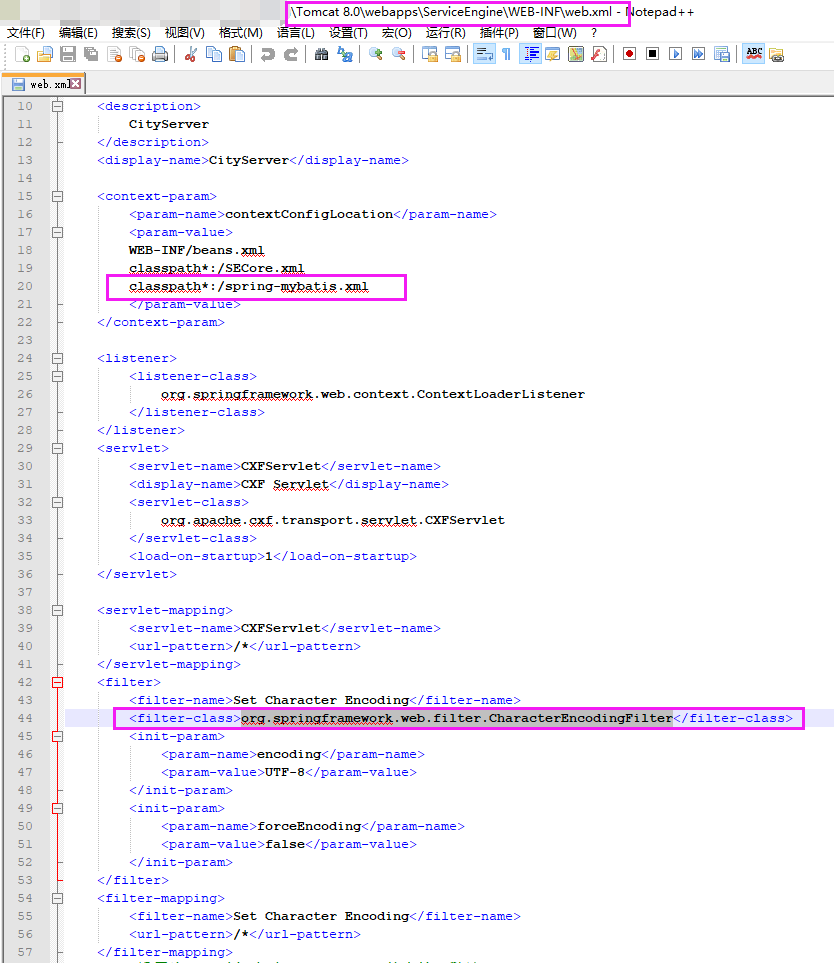 \Tomcat 8.0\webapps\ServiceEngine\WEB-INF\web.xml - Notepad++
文件(F) 编辑(E) 搜索(S) 视图(V) 格式(M) 语言(L) 设置(T) 宏(O) 运行(R) 插件(P) 窗口(W) ?
web.xml
10 <description>
11 CityServer
12 </description>
13 <display-name>CityServer</display-name>
14
15 <context-param>
16 <param-name>contextConfigLocation</param-name>
17 <param-value>
18 WEB-INF/beans.xml
19 classpath*:/SECore.xml
20 classpath*:/spring-mybatis.xml
21 </param-value>
22 </context-param>
23
24 <listener>
25 <listener-class>
26 org.springframework.web.context.ContextLoaderListener
27 </listener-class>
28 </listener>
29 <servlet>
30 <servlet-name>CXFServlet</servlet-name>
31 <display-name>CXF Servlet</display-name>
32 <servlet-class>
33 org.apache.cxf.transport.servlet.CXFServlet
34 </servlet-class>
35 <load-on-startup>1</load-on-startup>
36 </servlet>
37
38 <servlet-mapping>
39 <servlet-name>CXFServlet</servlet-name>
40 <url-pattern>/*</url-pattern>
41 </servlet-mapping>
42 <filter>
43 <filter-name>Set Character Encoding</filter-name>
44 <filter-class>org.springframework.web.filter.CharacterEncodingFilter</filter-class>
45 <init-param>
46 <param-name>encoding</param-name>
47 <param-value>UTF-8</param-value>
48 </init-param>
49 <init-param>
50 <param-name>forceEncoding</param-name>
51 <param-value>false</param-value>
52 </init-param>
53 </filter>
54 <filter-mapping>
55 <filter-name>Set Character Encoding</filter-name>
56 <url-pattern>/*</url-pattern>
57 </filter-mapping>